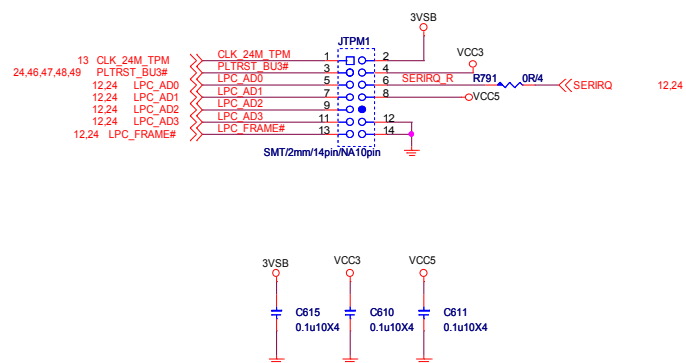 3VSB
JTPM1
VCC3
13 CLK_24M_TPM CLK_24M_TPM 1 2
24,46,47,48,49 PLTRST_BU3# PLTRST_BU3# 3 4
12,24 LPC_AD0 LPC_AD0 5 6 SERIRQ_R R791 0R/4 SERIRQ 12,24
12,24 LPC_AD1 LPC_AD1 7 8 VCC5
12,24 LPC_AD2 LPC_AD2 9
12,24 LPC_AD3 LPC_AD3 11 12
12,24 LPC_FRAME# LPC_FRAME# 13 14
SMT/2mm/14pin/NA10pin
3VSB VCC3 VCC5
C615 C610 C611
0.1u10X4 0.1u10X4 0.1u10X4